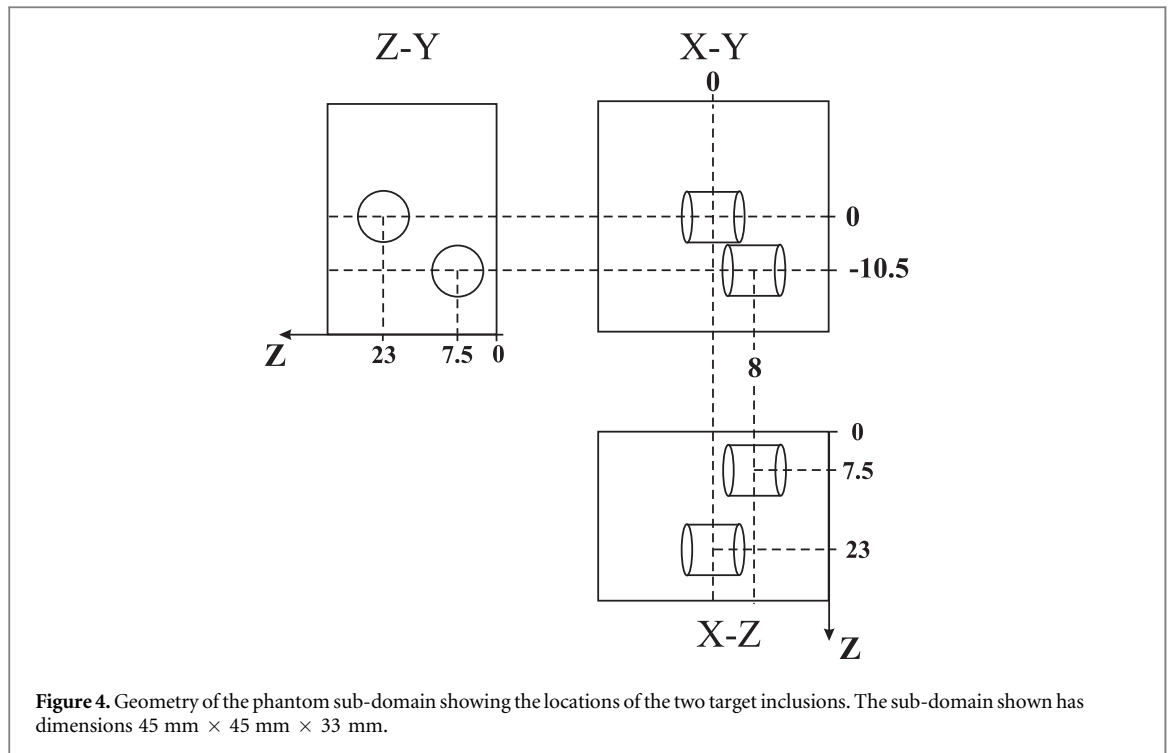 Z-Y
X-Y
0
0
-10.5
Z
23
7.5
0
8
0
7.5
23
X-Z
Z
Figure 4. Geometry of the phantom sub-domain showing the locations of the two target inclusions. The sub-domain shown has
dimensions 45 mm × 45 mm × 33 mm.